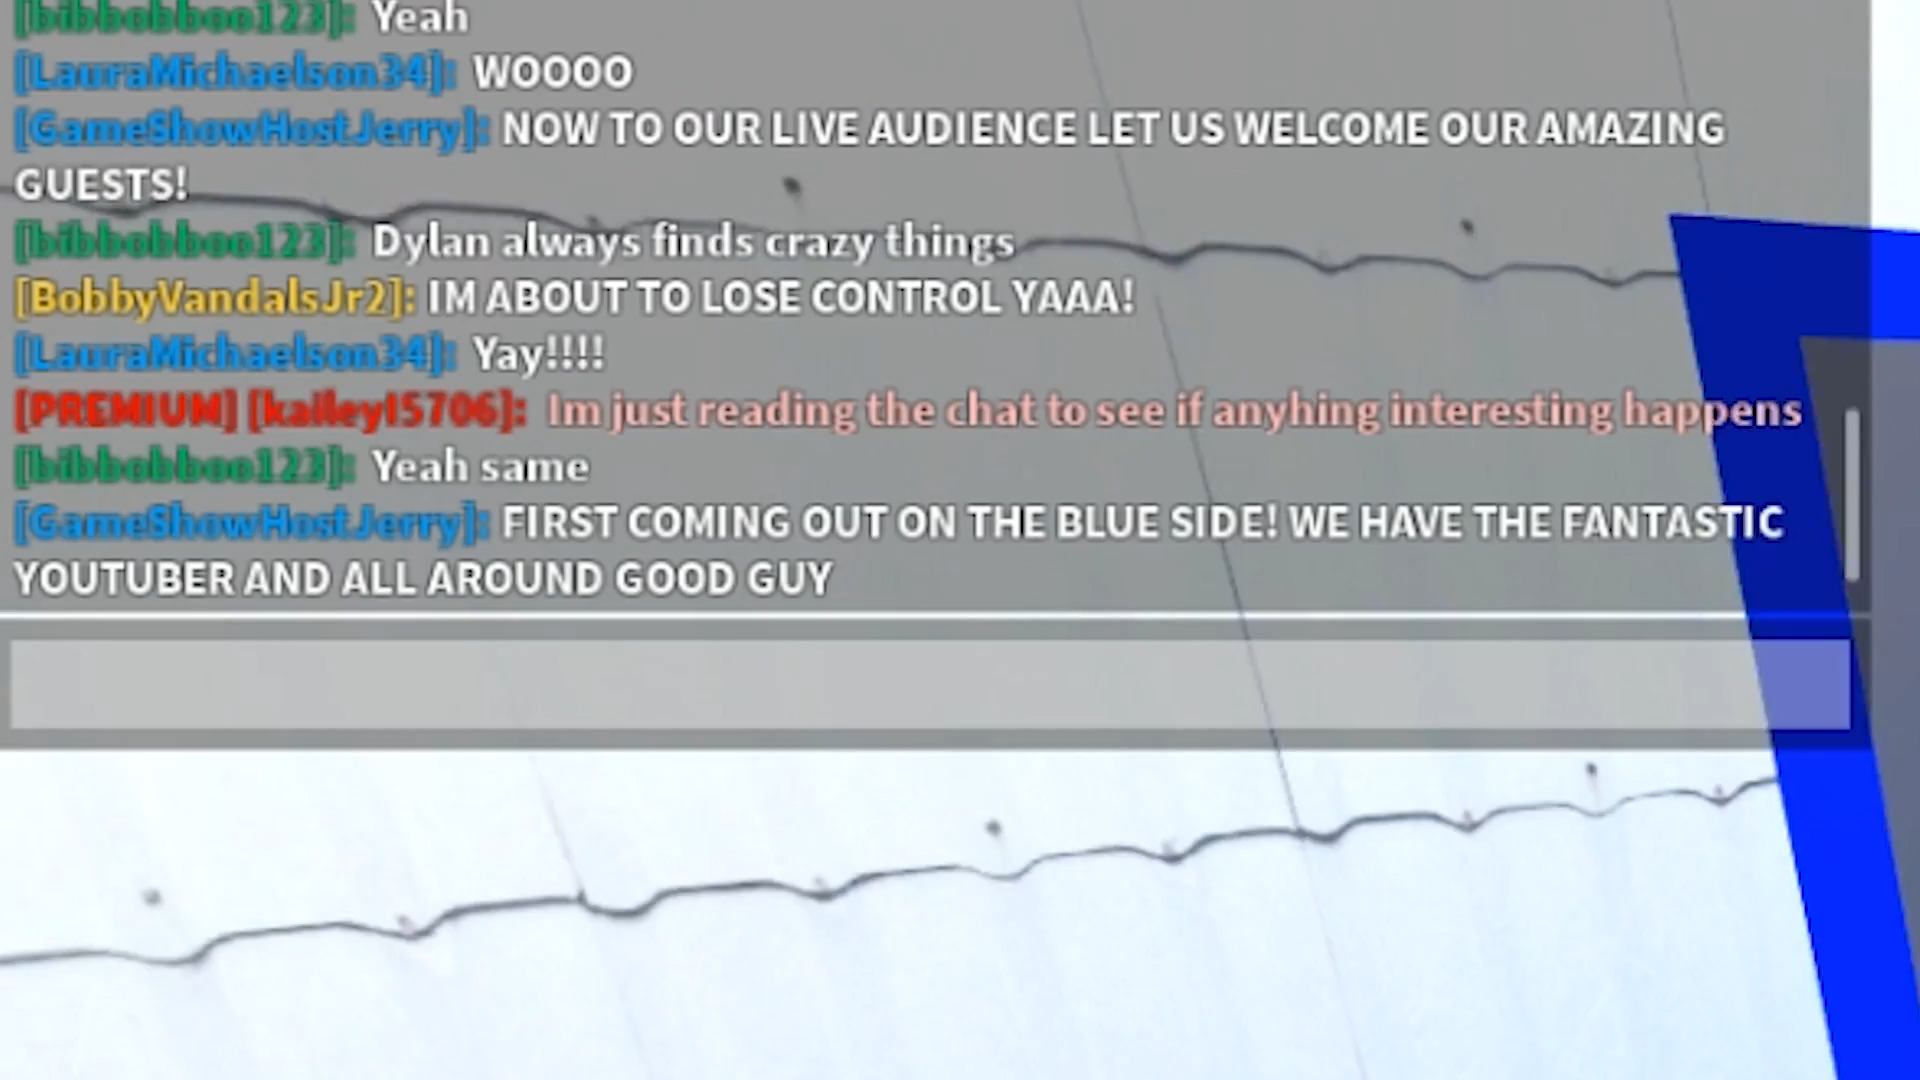 [bibbobboo123]: Yeah
[LauraMichaelson34]: WOOOO
[GameShowHostJerry]: NOW TO OUR LIVE AUDIENCE LET US WELCOME OUR AMAZING
GUESTS!
[bibbobboo123]: Dylan always finds crazy things
[BobbyVandalsJr2]: IM ABOUT TO LOSE CONTROL YAAA!
[LauraMichaelson34]: Yay!!!!
[PREMIUM] [kaileyI5706]: Im just reading the chat to see if anyhing interesting happens
[bibbobboo123]: Yeah same
[GameShowHostJerry]: FIRST COMING OUT ON THE BLUE SIDE! WE HAVE THE FANTASTIC
YOUTUBER AND ALL AROUND GOOD GUY